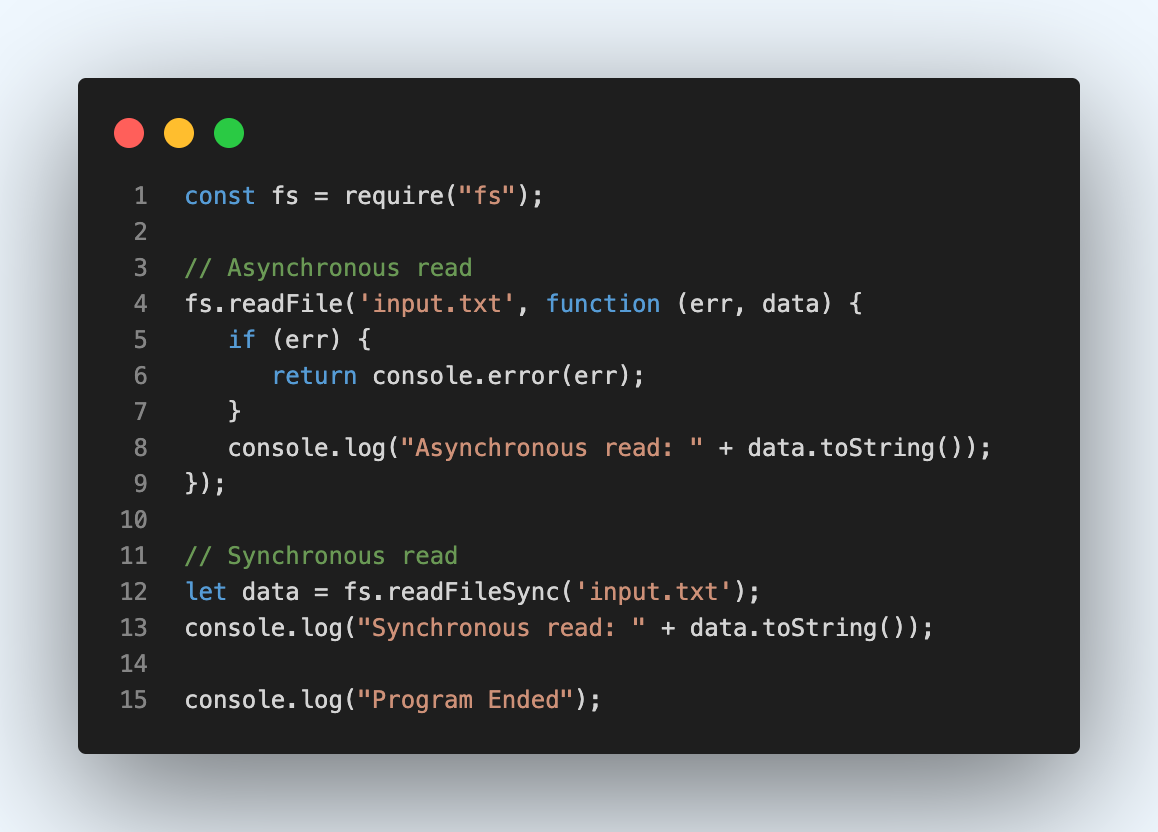 1 const fs = require("fs");
2
3 // Asynchronous read
4 fs.readFile('input.txt', function (err, data) {
5    if (err) {
6       return console.error(err);
7    }
8    console.log("Asynchronous read: " + data.toString());
9 });
10
11 // Synchronous read
12 let data = fs.readFileSync('input.txt');
13 console.log("Synchronous read: " + data.toString());
14
15 console.log("Program Ended");